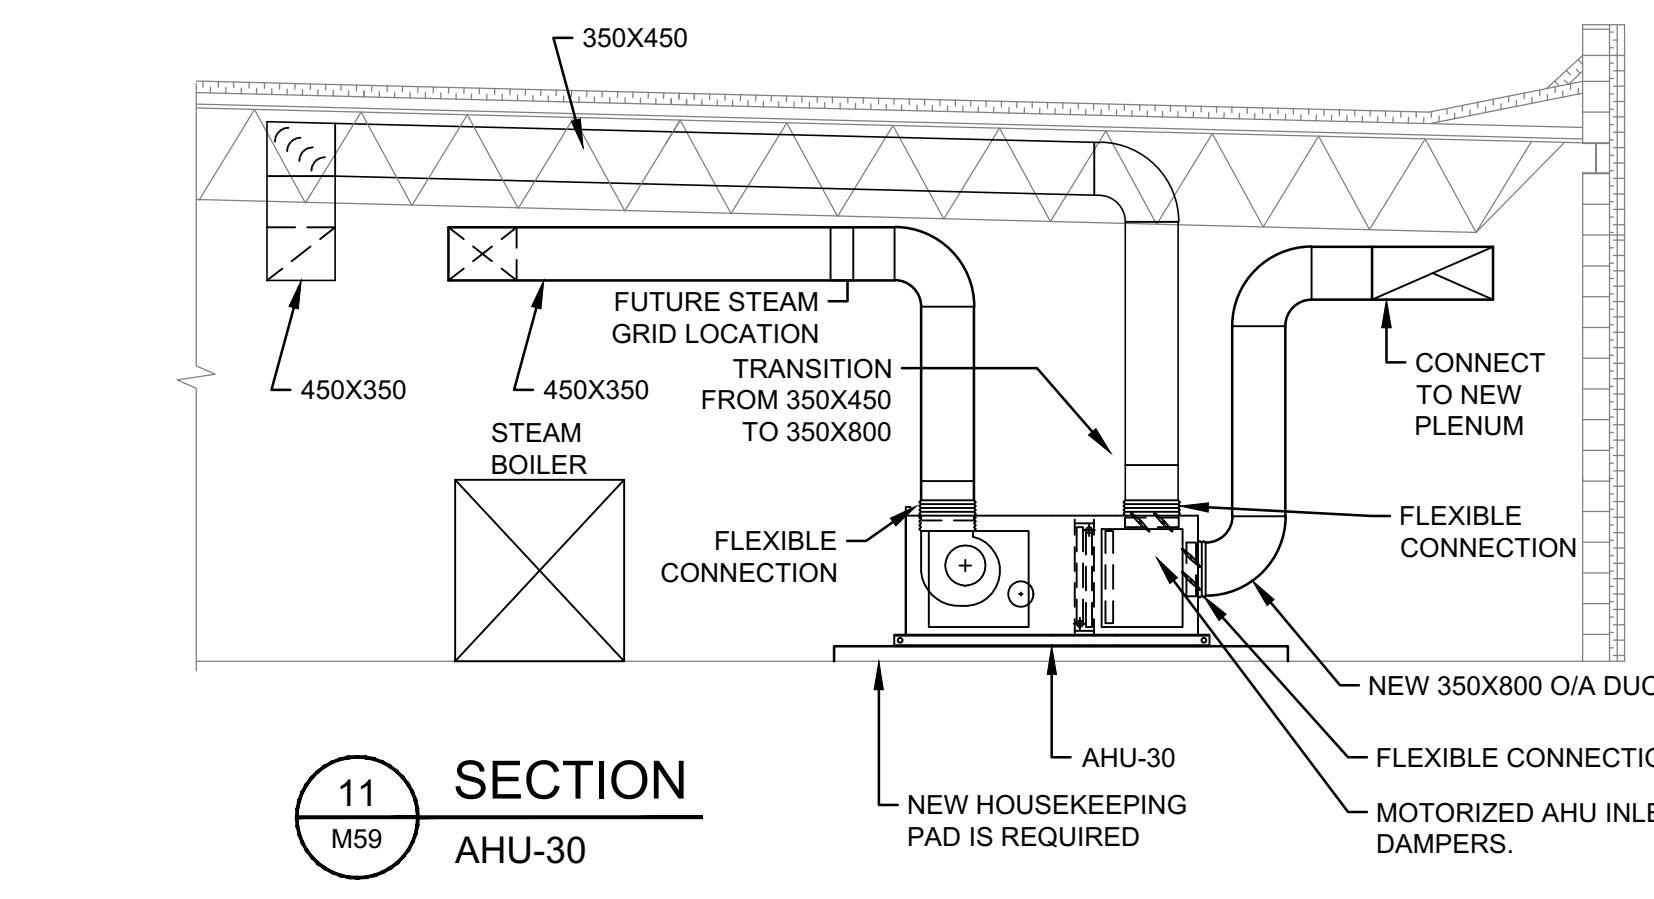 350X450
FUTURE STEAM
GRID LOCATION
450X350
450X350
TRANSITION
FROM 350X450
TO 350X800
CONNECT
TO NEW
PLENUM
STEAM
BOILER
FLEXIBLE
CONNECTION
FLEXIBLE
CONNECTION
NEW 350X800 O/A DUC
FLEXIBLE CONNECTIO
MOTORIZED AHU INLE
DAMPERS.
AHU-30
NEW HOUSEKEEPING
PAD IS REQUIRED
11
M59
SECTION
AHU-30